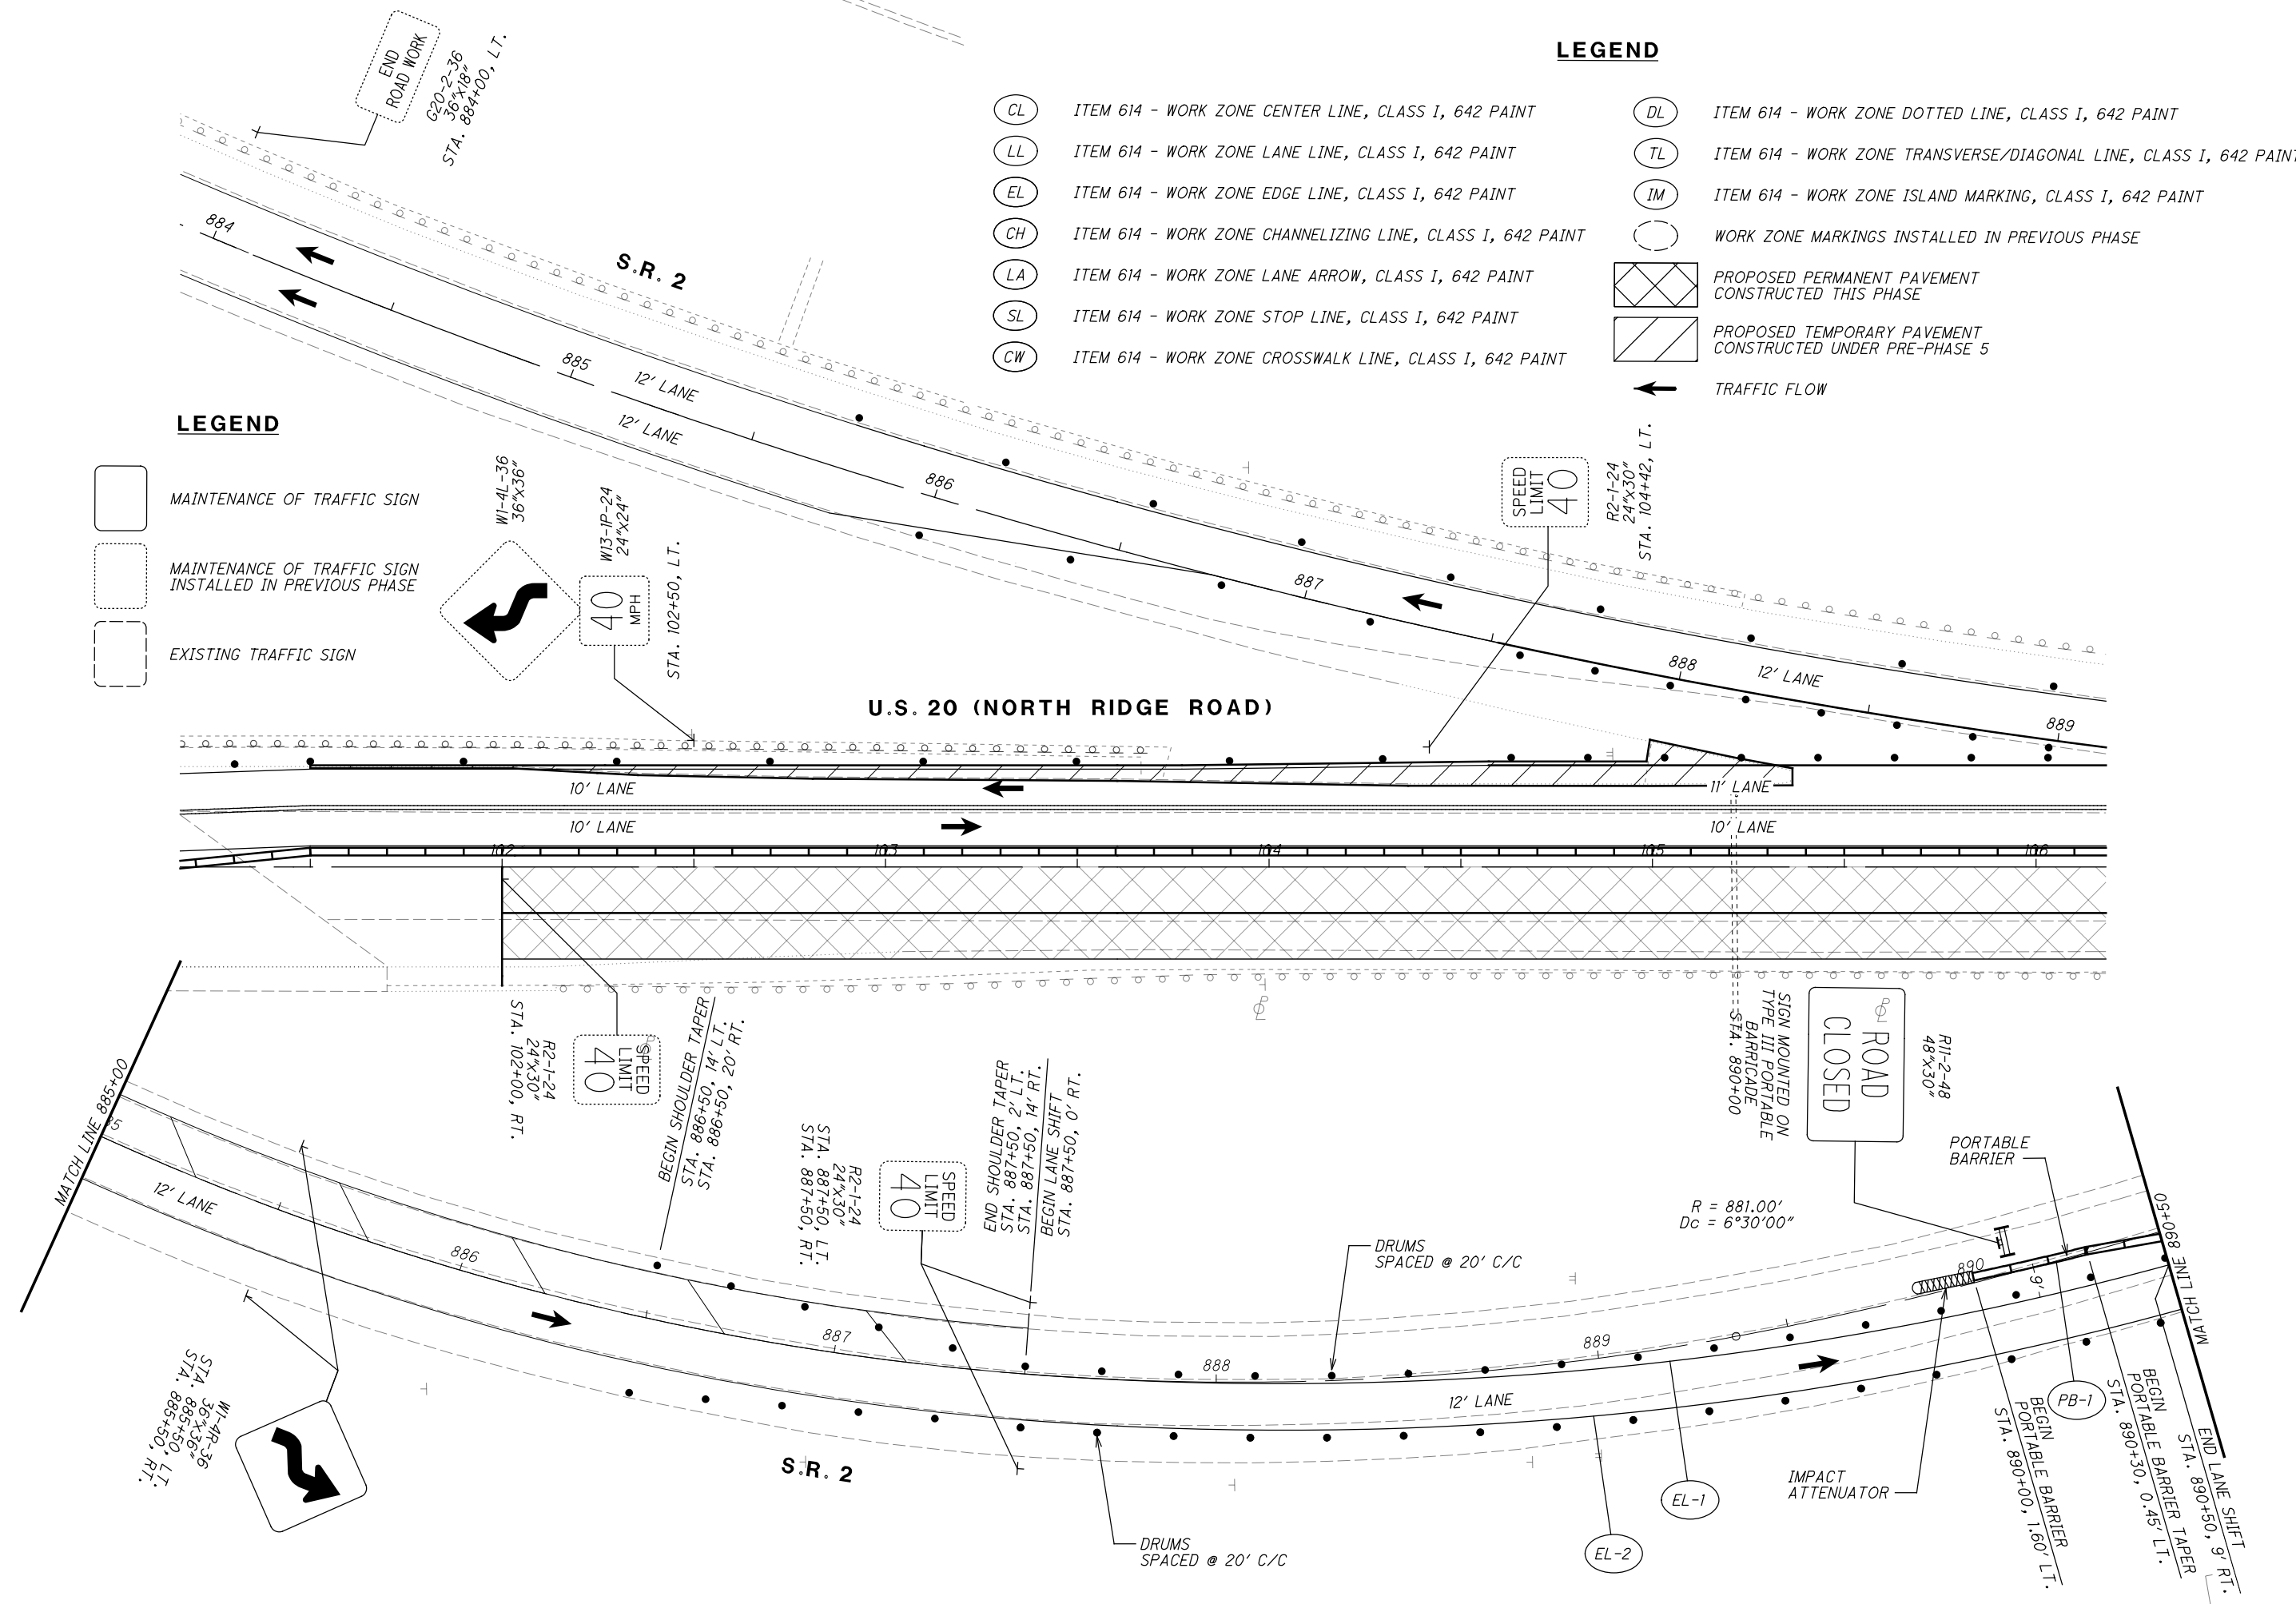 LEGEND
CL ITEM 614 - WORK ZONE CENTER LINE, CLASS I, 642 PAINT
LL ITEM 614 - WORK ZONE LANE LINE, CLASS I, 642 PAINT
EL ITEM 614 - WORK ZONE EDGE LINE, CLASS I, 642 PAINT
CH ITEM 614 - WORK ZONE CHANNELIZING LINE, CLASS I, 642 PAINT
LA ITEM 614 - WORK ZONE LANE ARROW, CLASS I, 642 PAINT
SL ITEM 614 - WORK ZONE STOP LINE, CLASS I, 642 PAINT
CW ITEM 614 - WORK ZONE CROSSWALK LINE, CLASS I, 642 PAINT
DL ITEM 614 - WORK ZONE DOTTED LINE, CLASS I, 642 PAINT
TL ITEM 614 - WORK ZONE TRANSVERSE/DIAGONAL LINE, CLASS I, 642 PAINT
IM ITEM 614 - WORK ZONE ISLAND MARKING, CLASS I, 642 PAINT
WORK ZONE MARKINGS INSTALLED IN PREVIOUS PHASE
PROPOSED PERMANENT PAVEMENT
CONSTRUCTED THIS PHASE
PROPOSED TEMPORARY PAVEMENT
CONSTRUCTED UNDER PRE-PHASE 5
TRAFFIC FLOW
END
ROAD WORK
G20-2-36
36"x18"
STA. 884+00, LT.
S.R. 2
884
885
12' LANE
12' LANE
886
887
888
12' LANE
889
LEGEND
MAINTENANCE OF TRAFFIC SIGN
MAINTENANCE OF TRAFFIC SIGN
INSTALLED IN PREVIOUS PHASE
EXISTING TRAFFIC SIGN
W1-4L-36
36"x36"
W13-1P-24
24"x24"
40
MPH
STA. 102+50, LT.
SPEED
LIMIT
40
R2-1-24
24"x30"
STA. 104+42, LT.
U.S. 20 (NORTH RIDGE ROAD)
10' LANE
11' LANE
10' LANE
10' LANE
102
103
104
105
106
SPEED
LIMIT
40
R2-1-24
24"x30"
STA. 102+00, RT.
BEGIN SHOULDER TAPER
STA. 886+50, 14' LT.
STA. 886+50, 20' RT.
R2-1-24
24"x30"
STA. 887+50, LT.
STA. 887+50, RT.
SPEED
LIMIT
40
END SHOULDER TAPER
STA. 887+50, 2' LT.
STA. 887+50, 14' RT.
BEGIN LANE SHIFT
STA. 887+50, 0' RT.
SIGN MOUNTED ON
TYPE III PORTABLE
BARRICADE
STA. 890+00
ROAD
CLOSED
R11-2-48
48"x30"
PORTABLE
BARRIER
R = 881.00'
Dc = 6°30'00"
MATCH LINE 885+00
85
12' LANE
886
887
888
889
890
9'
12' LANE
DRUMS
SPACED @ 20' C/C
DRUMS
SPACED @ 20' C/C
MATCH LINE 890+50
W1-4R-36
36"x36"
STA. 885+50, LT.
STA. 885+50, RT.
S.R. 2
EL-1
EL-2
PB-1
IMPACT
ATTENUATOR
BEGIN
PORTABLE BARRIER
STA. 890+00, 1.60' LT.
BEGIN
PORTABLE BARRIER TAPER
STA. 890+30, 0.45' LT.
END LANE SHIFT
STA. 890+50, 9' RT.